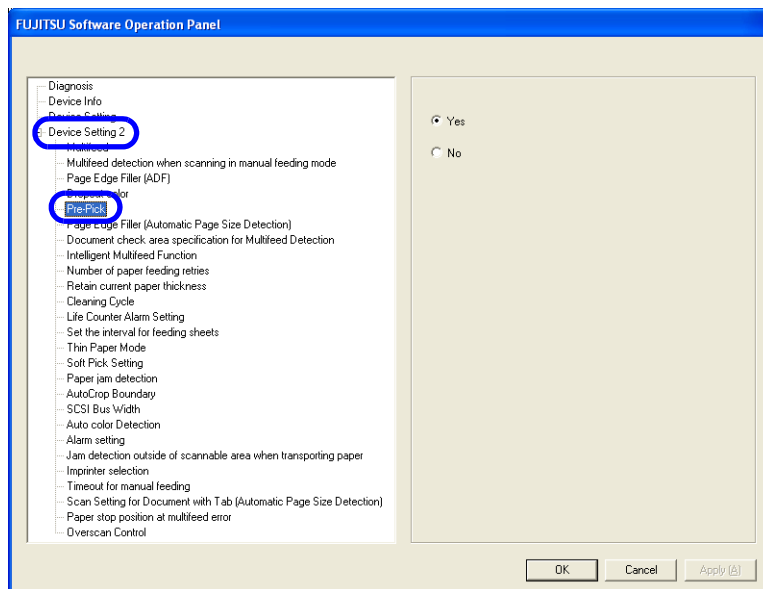 FUJITSU Software Operation Panel
Diagnosis
Device Info
Device Setting
Device Setting 2
Multifeed
Multifeed detection when scanning in manual feeding mode
Page Edge Filler (ADF)
Dropout color
Pre-Pick
Page Edge Filler (Automatic Page Size Detection)
Document check area specification for Multifeed Detection
Intelligent Multifeed Function
Number of paper feeding retries
Retain current paper thickness
Cleaning Cycle
Life Counter Alarm Setting
Set the interval for feeding sheets
Thin Paper Mode
Soft Pick Setting
Paper jam detection
AutoCrop Boundary
SCSI Bus Width
Auto color Detection
Alarm setting
Jam detection outside of scannable area when transporting paper
Imprinter selection
Timeout for manual feeding
Scan Setting for Document with Tab (Automatic Page Size Detection)
Paper stop position at multifeed error
Overscan Control
Yes
No
OK Cancel Apply (A)